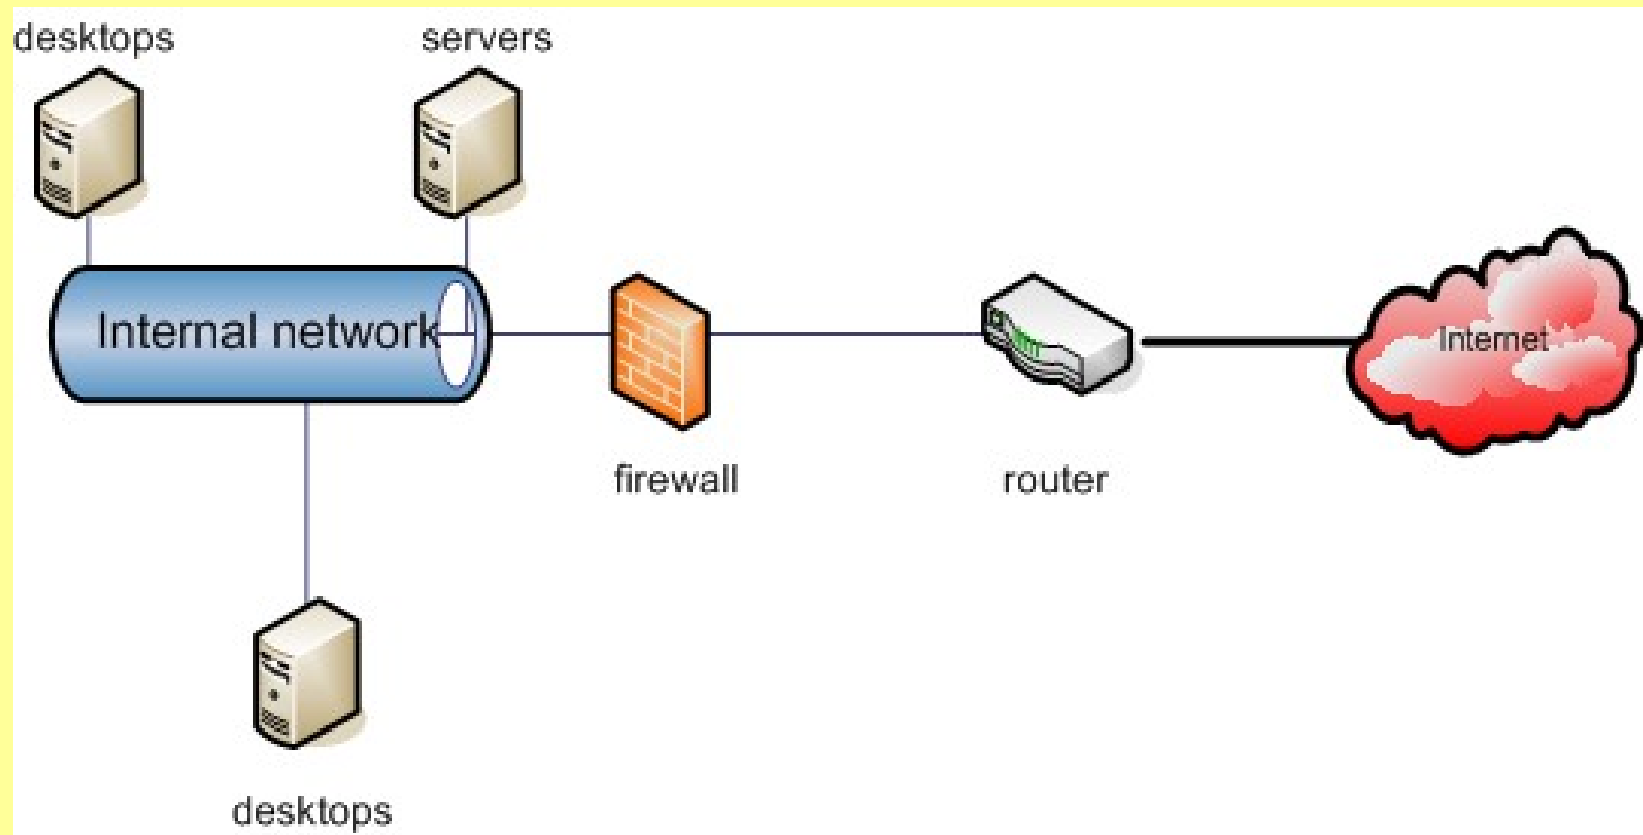 desktops
servers
Internal network
Internet
firewall
router
desktops